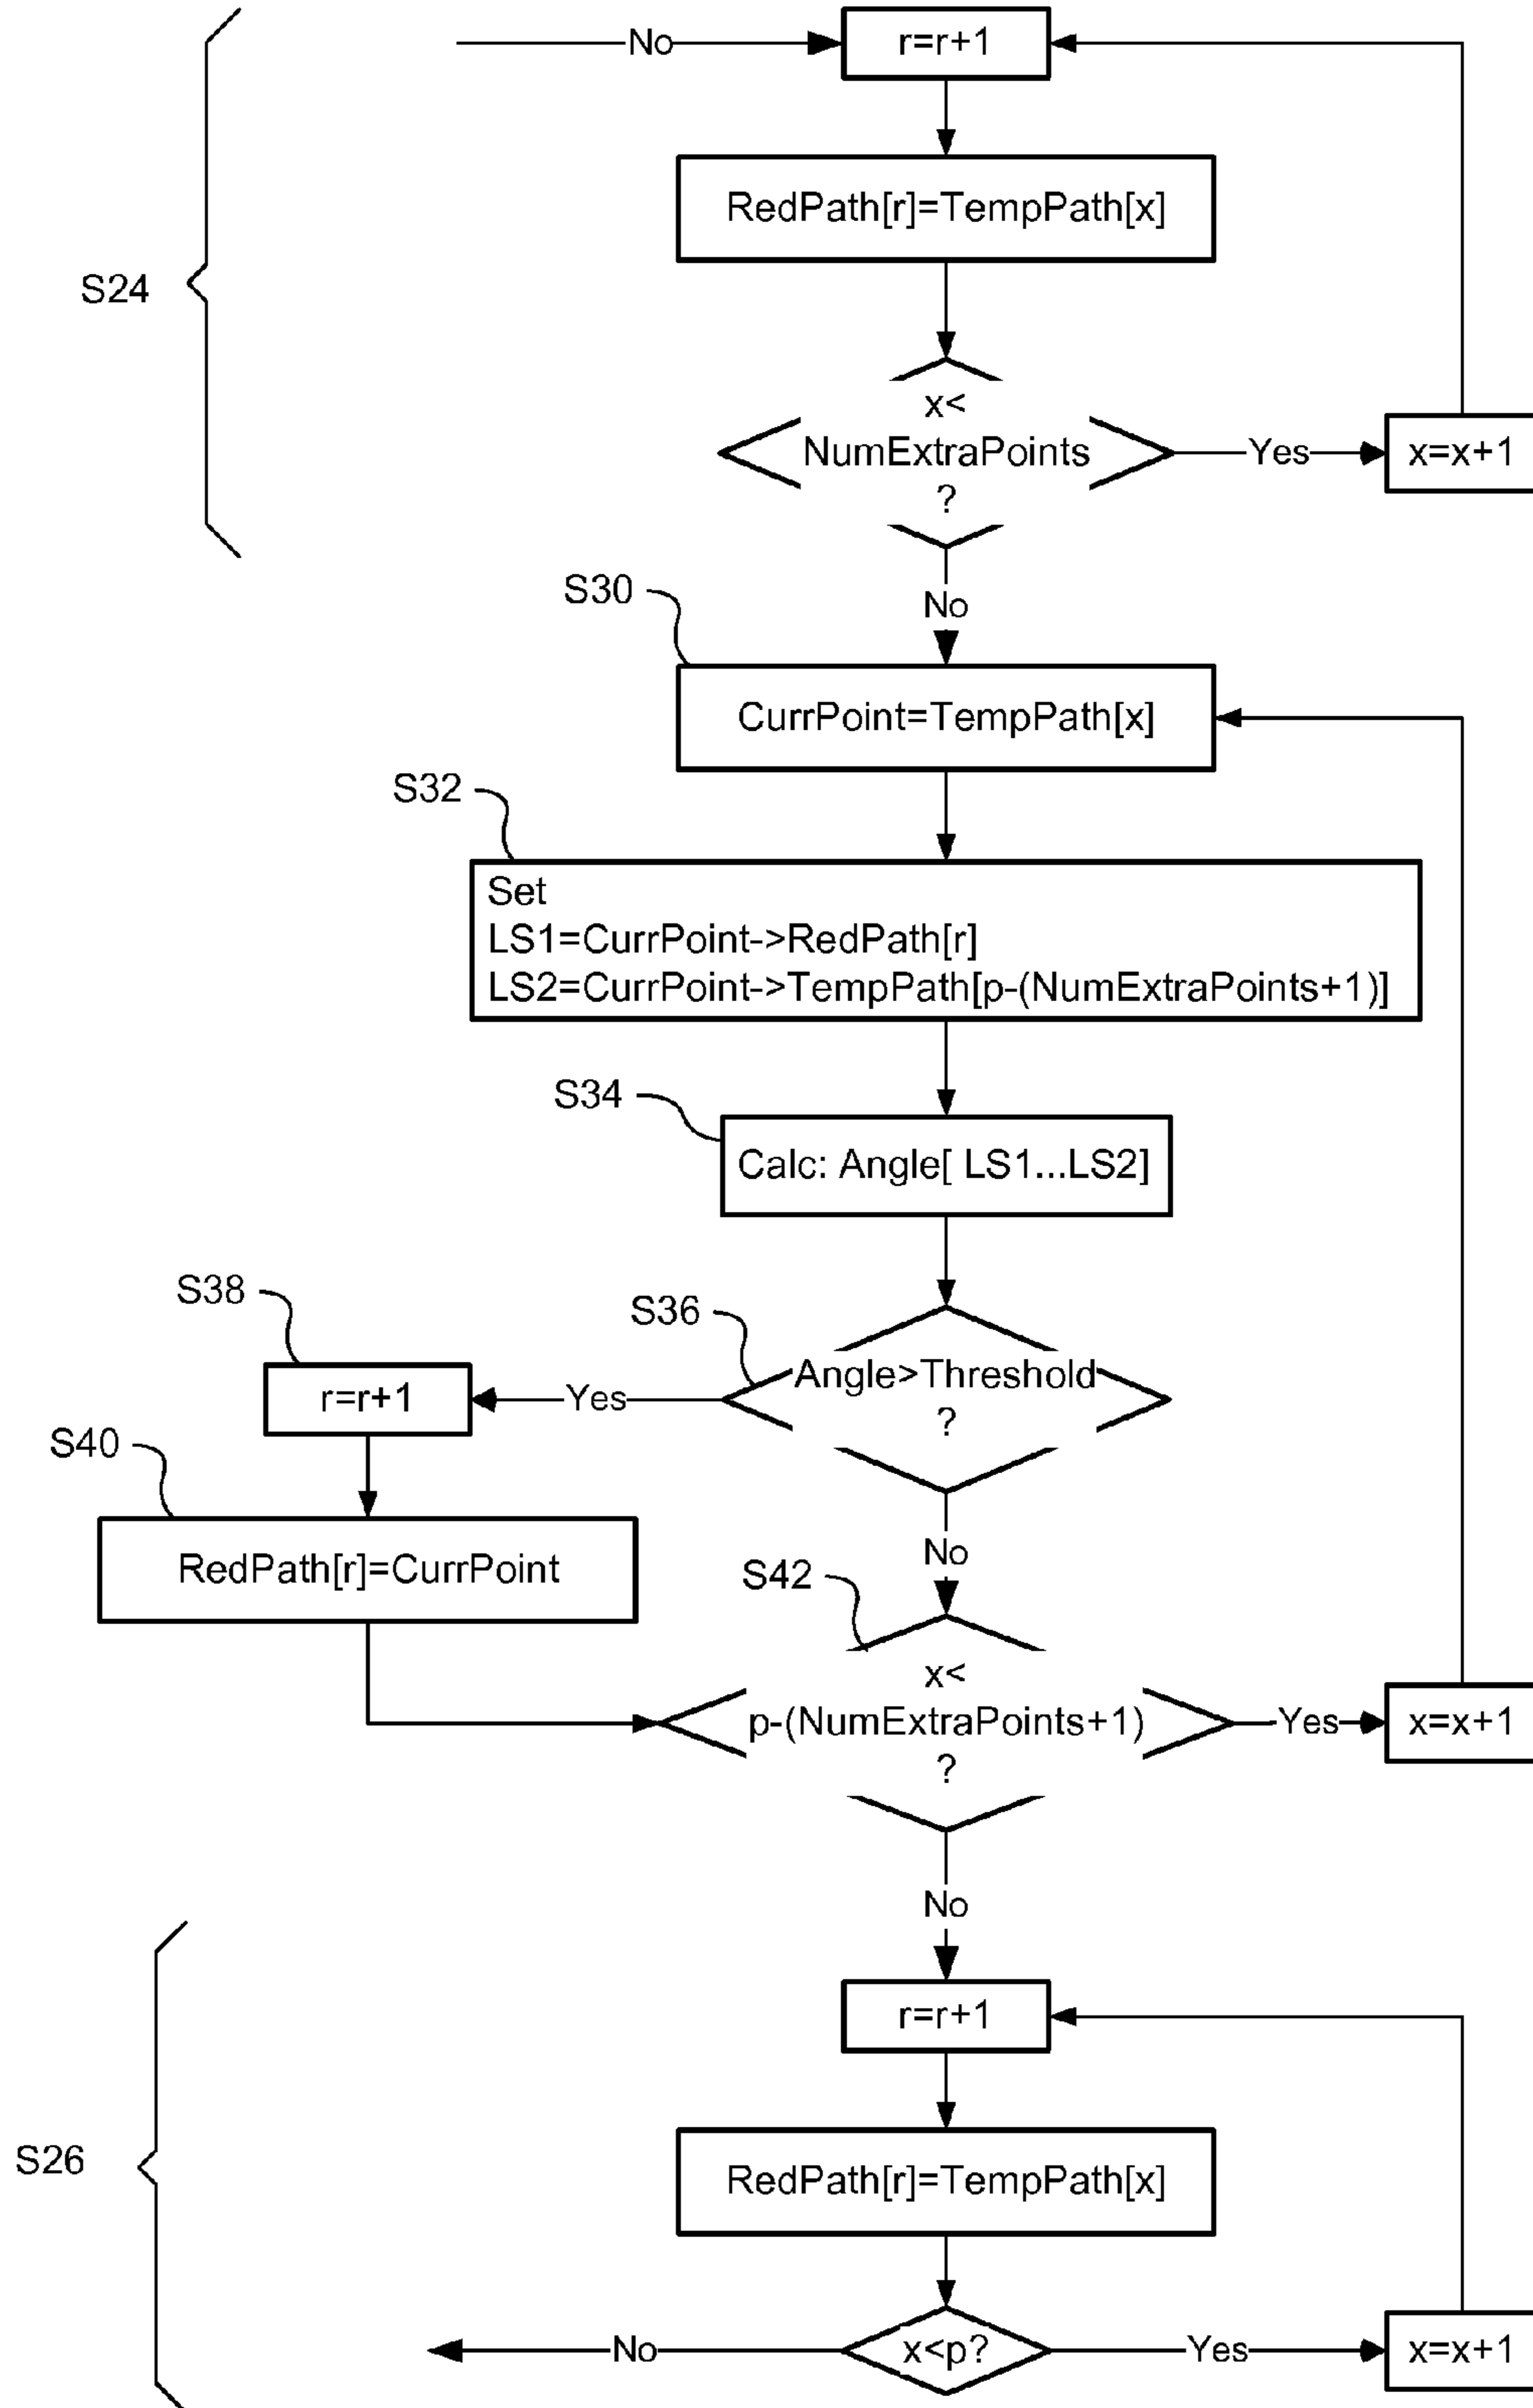 No
r=r+1
RedPath[r]=TempPath[x]
S24
x<
NumExtraPoints
?
Yes
x=x+1
No
S30
CurrPoint=TempPath[x]
S32
Set
LS1=CurrPoint->RedPath[r]
LS2=CurrPoint->TempPath[p-(NumExtraPoints+1)]
S34
Calc: Angle[ LS1...LS2]
S38
S36
Angle>Threshold
?
Yes
r=r+1
S40
RedPath[r]=CurrPoint
No
S42
x<
p-(NumExtraPoints+1)
?
Yes
x=x+1
No
r=r+1
S26
RedPath[r]=TempPath[x]
No
x<p?
Yes
x=x+1